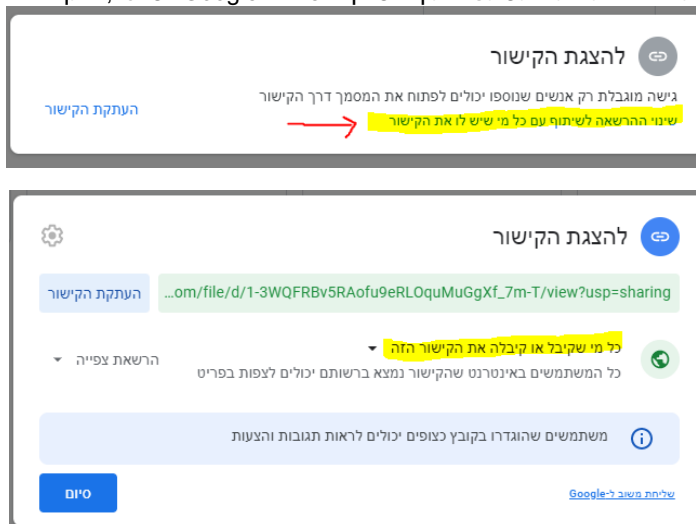 להצגת הקישור
גישה מוגבלת רק אנשים שנוספו יכולים לפתוח את המסמך דרך הקישור
שינוי ההרשאה לשיתוף עם כל מי שיש לו את הקישור
העתקת הקישור
להצגת הקישור
העתקת הקישור
...om/file/d/1-3WQFRBv5RAofu9eRLOquMuGgXf_7m-T/view?usp=sharing
כל מי שקיבל או קיבלה את הקישור הזה
כל המשתמשים באינטרנט שהקישור נמצא ברשותם יכולים לצפות בפריט
הרשאת צפייה
משתמשים שהוגדרו בקובץ כצופים יכולים לראות תגובות והצעות
שליחת משוב ל-Google
סיום